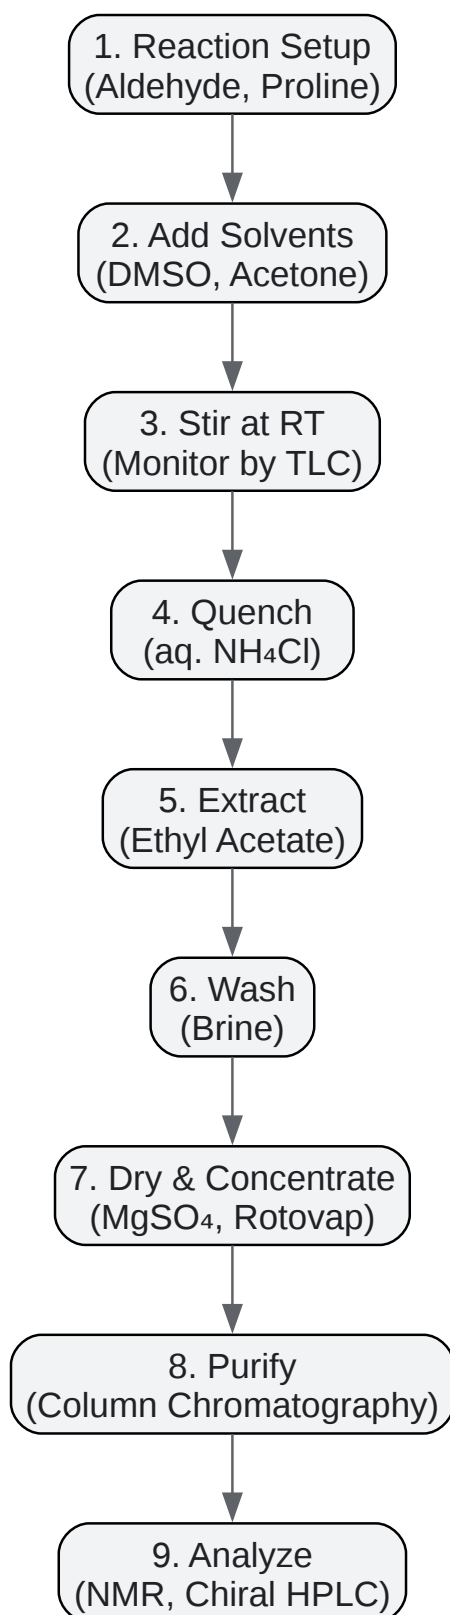 1. Reaction Setup
(Aldehyde, Proline)
2. Add Solvents
(DMSO, Acetone)
3. Stir at RT
(Monitor by TLC)
4. Quench
(aq. NH₄Cl)
5. Extract
(Ethyl Acetate)
6. Wash
(Brine)
7. Dry & Concentrate
(MgSO₄, Rotovap)
8. Purify
(Column Chromatography)
9. Analyze
(NMR, Chiral HPLC)